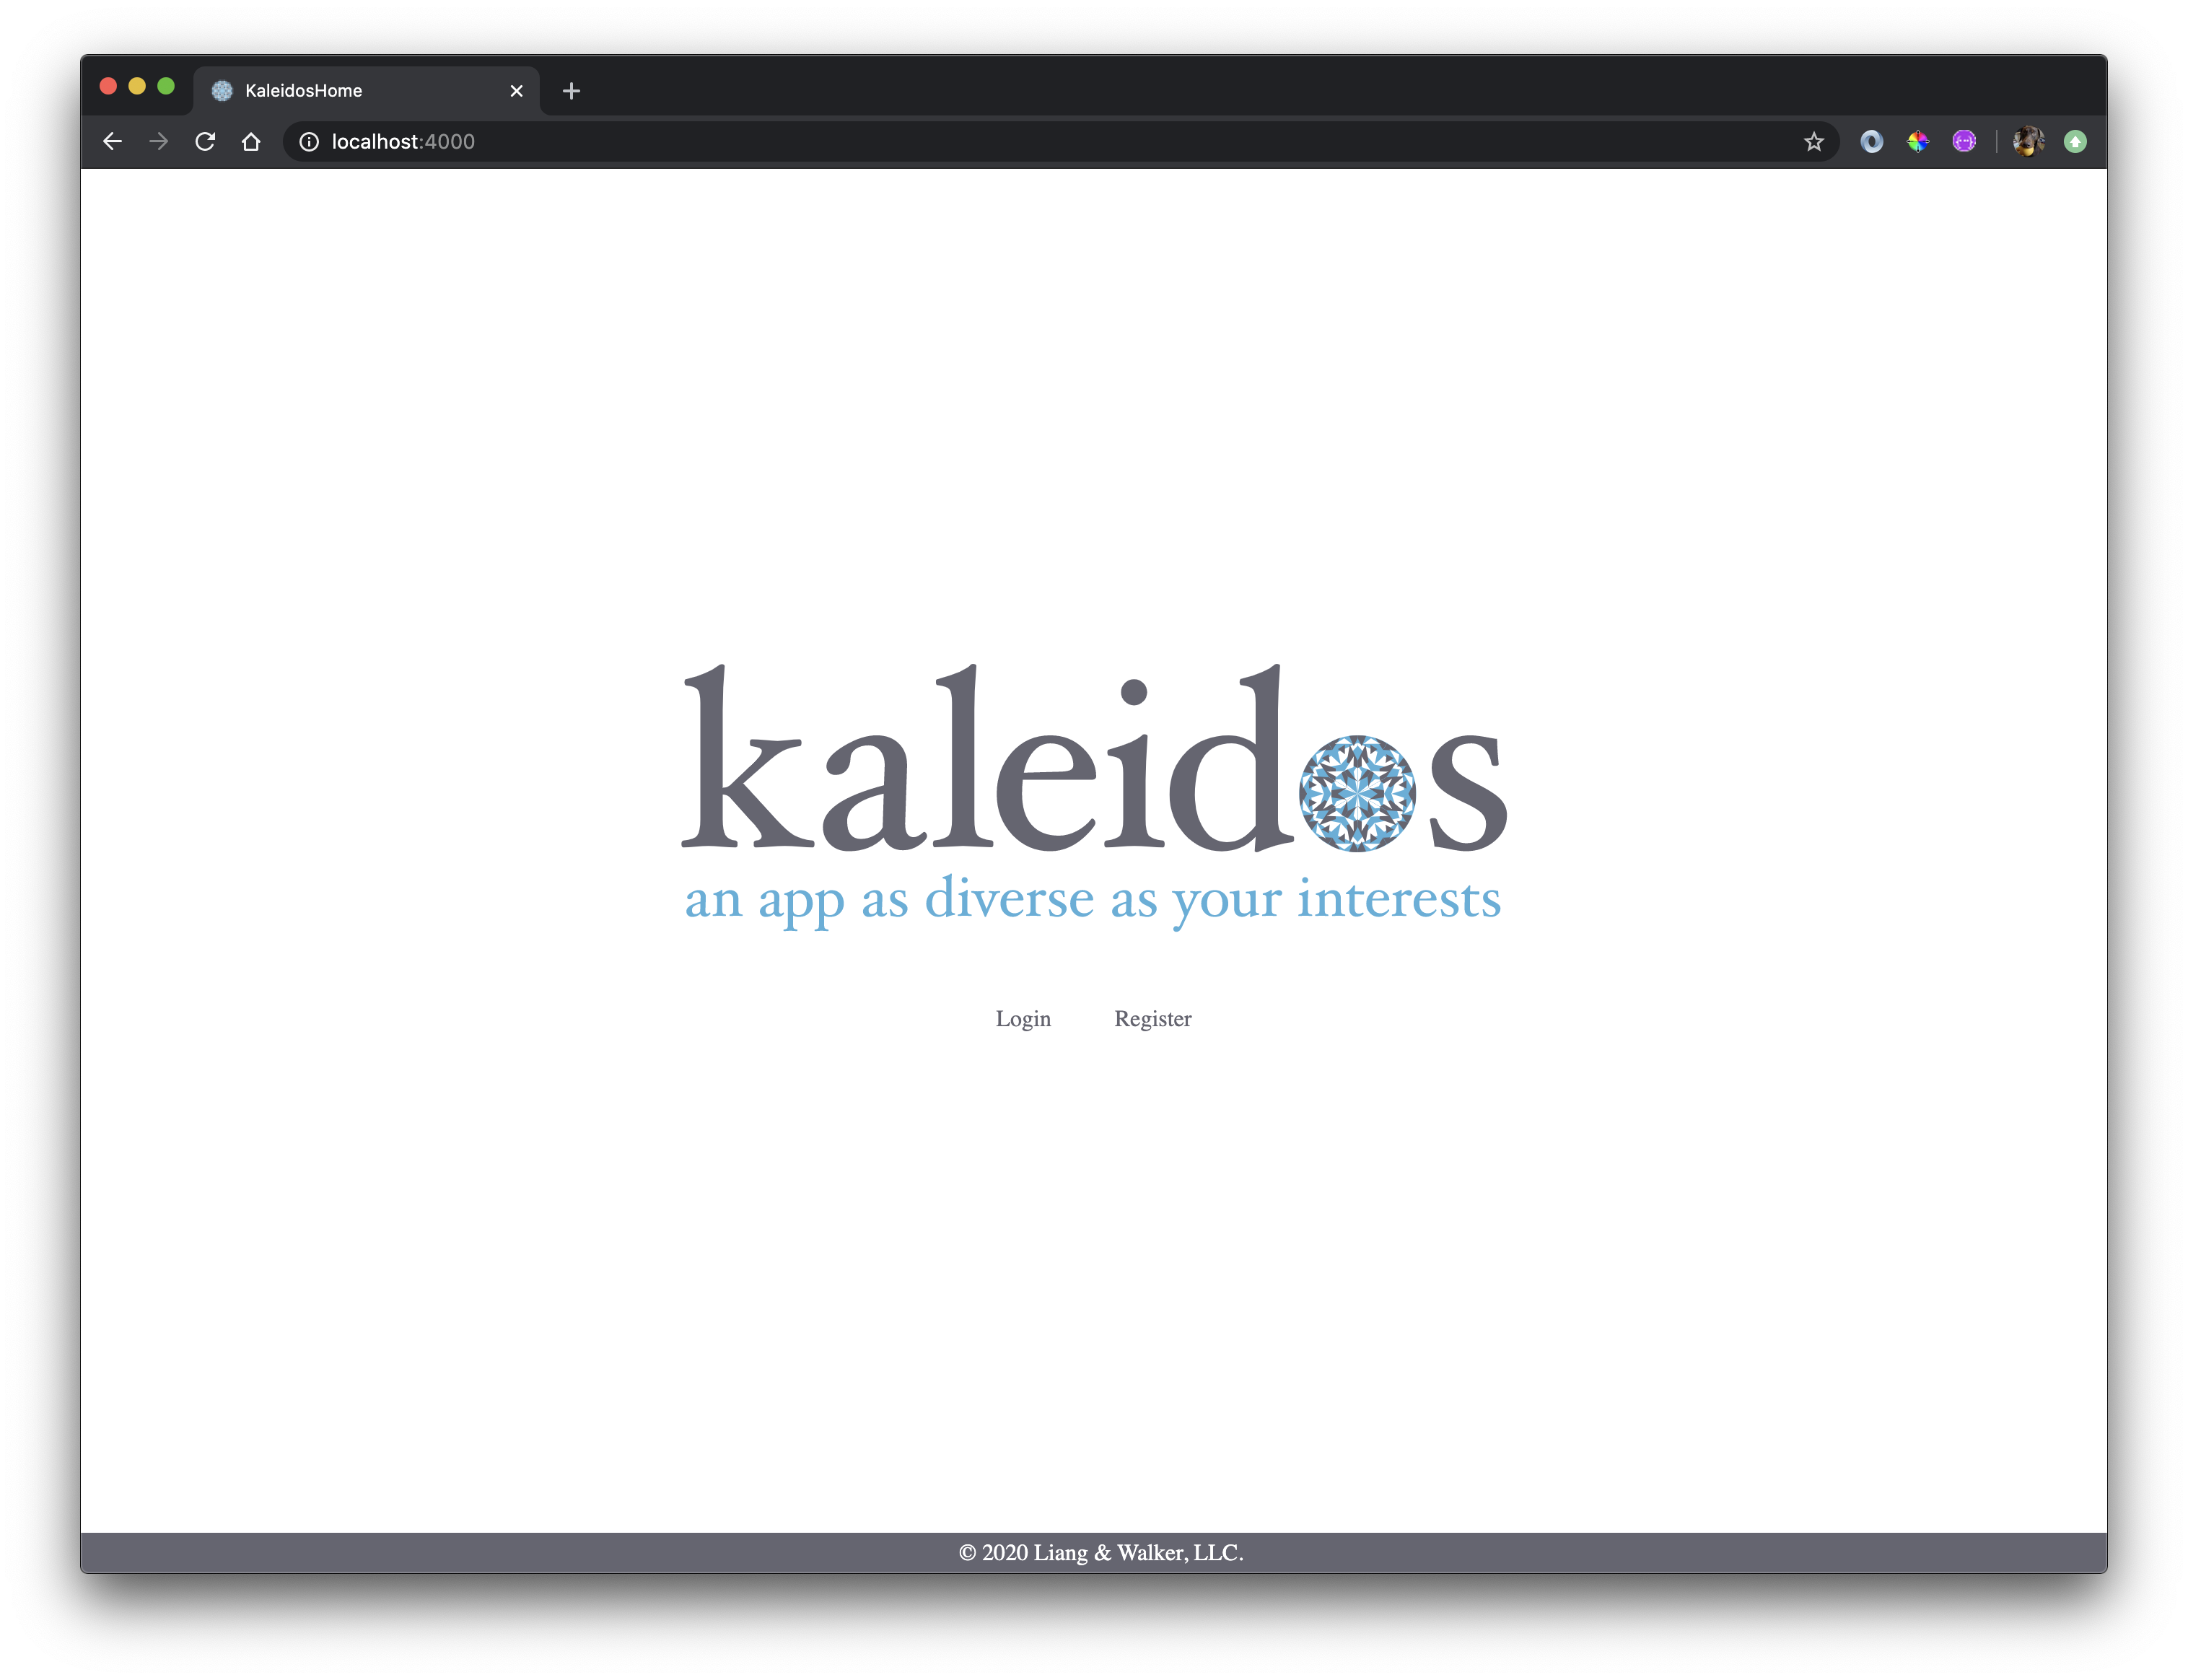 KaleidosHome
localhost:4000
kaleidos
an app as diverse as your interests
Login Register
© 2020 Liang & Walker, LLC.